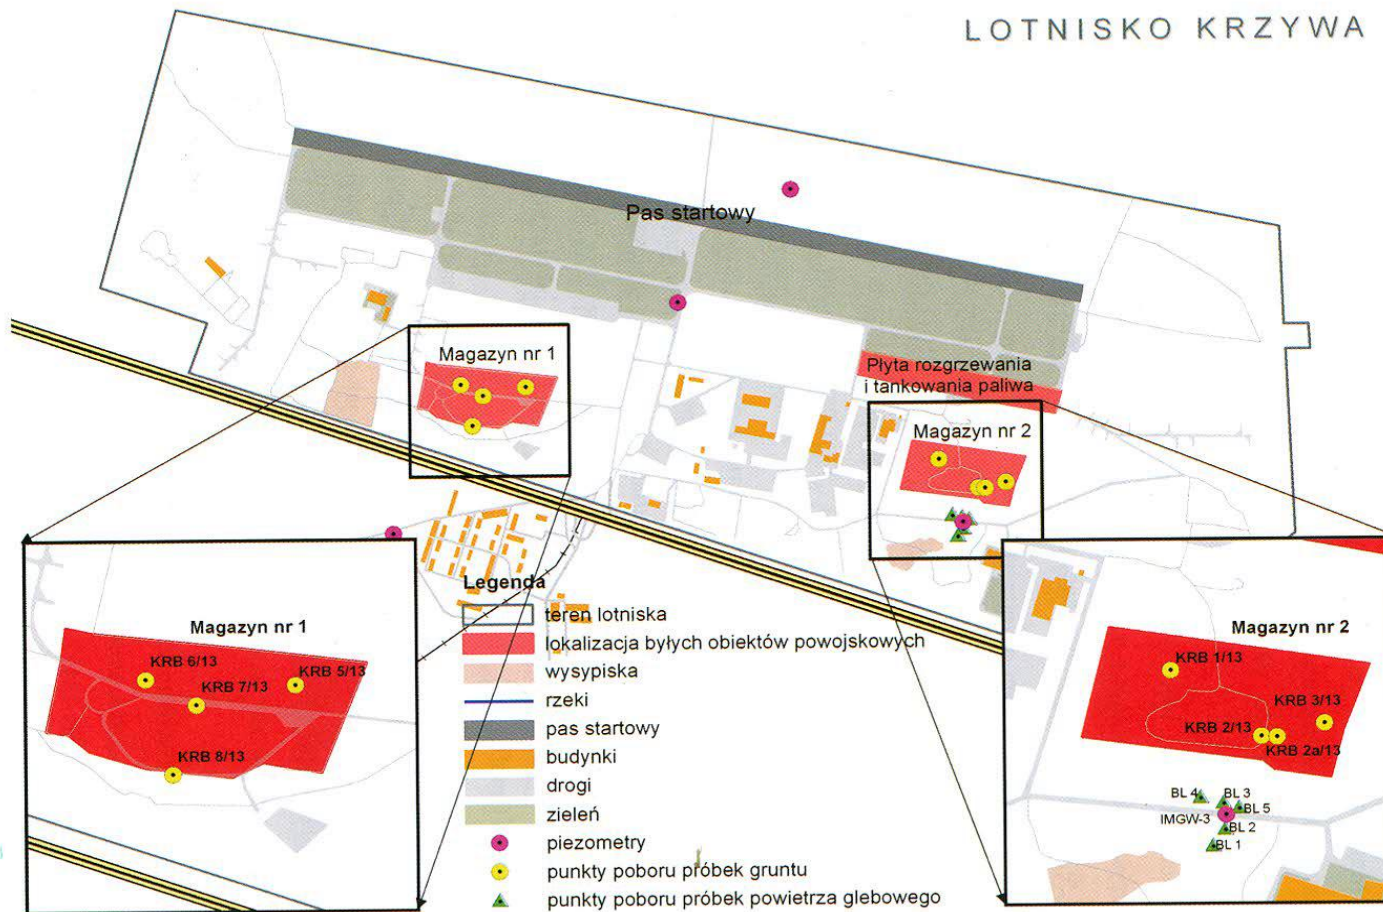 LOTNISKO KRZYWA
Pas startowy
Magazyn nr 1
Płyta rozgrzewania
i tankowania paliwa
Magazyn nr 2
Magazyn nr 1
KRB 6/13
KRB 5/13
KRB 7/13
KRB 8/13
Legenda
teren lotniska
lokalizacja byłych obiektów powojskowych
wysypiska
rzeki
pas startowy
budynki
drogi
zieleń
piezometry
punkty poboru próbek gruntu
punkty poboru próbek powietrza glebowego
Magazyn nr 2
KRB 1/13
KRB 3/13
KRB 2/13
KRB 2a/13
BL 4
BL 3
BL 5
IMGW-3
BL 2
BL 1